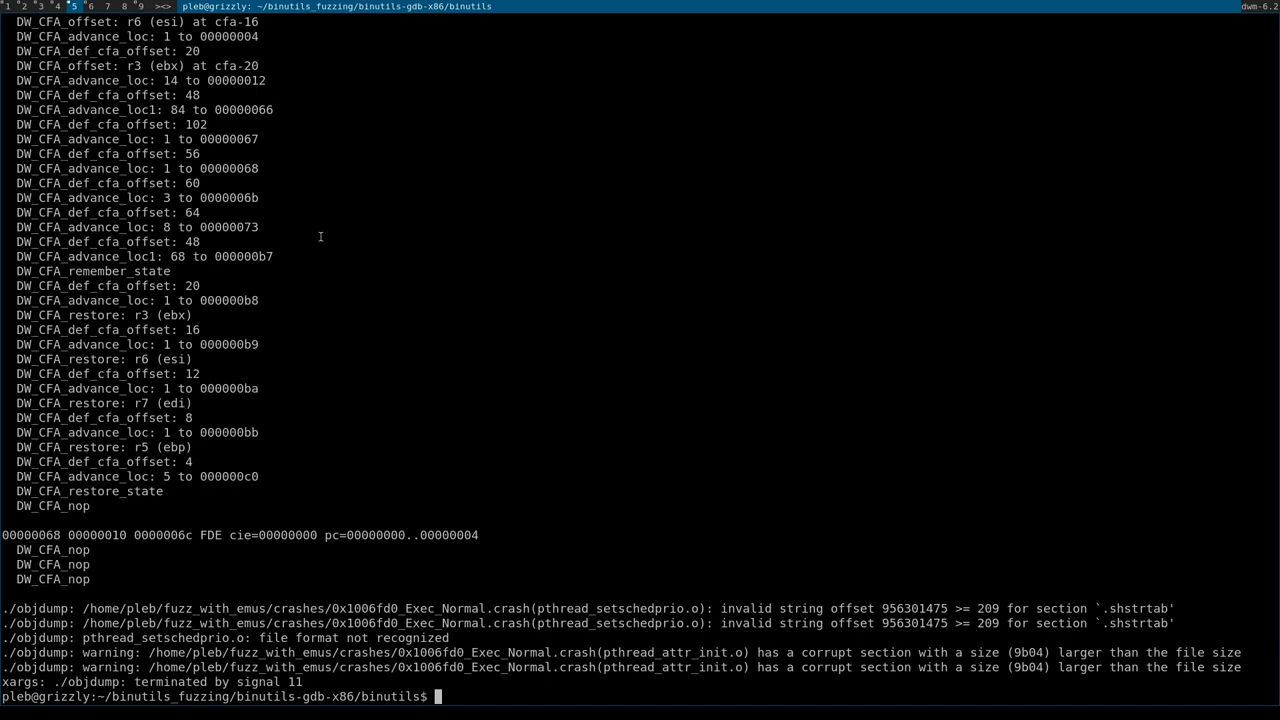 1 2 3 4 5 6 7 8 9 ><> pleb@grizzly: ~/binutils_fuzzing/binutils-gdb-x86/binutils dwm-6.2
DW_CFA_offset: r6 (esi) at cfa-16
DW_CFA_advance_loc: 1 to 00000004
DW_CFA_def_cfa_offset: 20
DW_CFA_offset: r3 (ebx) at cfa-20
DW_CFA_advance_loc: 14 to 00000012
DW_CFA_def_cfa_offset: 48
DW_CFA_advance_loc1: 84 to 00000066
DW_CFA_def_cfa_offset: 102
DW_CFA_advance_loc: 1 to 00000067
DW_CFA_def_cfa_offset: 56
DW_CFA_advance_loc: 1 to 00000068
DW_CFA_def_cfa_offset: 60
DW_CFA_advance_loc: 3 to 0000006b
DW_CFA_def_cfa_offset: 64
DW_CFA_advance_loc: 8 to 00000073
DW_CFA_def_cfa_offset: 48
DW_CFA_advance_loc1: 68 to 000000b7
DW_CFA_remember_state
DW_CFA_def_cfa_offset: 20
DW_CFA_advance_loc: 1 to 000000b8
DW_CFA_restore: r3 (ebx)
DW_CFA_def_cfa_offset: 16
DW_CFA_advance_loc: 1 to 000000b9
DW_CFA_restore: r6 (esi)
DW_CFA_def_cfa_offset: 12
DW_CFA_advance_loc: 1 to 000000ba
DW_CFA_restore: r7 (edi)
DW_CFA_def_cfa_offset: 8
DW_CFA_advance_loc: 1 to 000000bb
DW_CFA_restore: r5 (ebp)
DW_CFA_def_cfa_offset: 4
DW_CFA_advance_loc: 5 to 000000c0
DW_CFA_restore_state
DW_CFA_nop
00000068 00000010 0000006c FDE cie=00000000 pc=00000000..00000004
DW_CFA_nop
DW_CFA_nop
DW_CFA_nop
./objdump: /home/pleb/fuzz_with_emus/crashes/0x1006fd0_Exec_Normal.crash(pthread_setschedprio.o): invalid string offset 956301475 >= 209 for section `.shstrtab'
./objdump: /home/pleb/fuzz_with_emus/crashes/0x1006fd0_Exec_Normal.crash(pthread_setschedprio.o): invalid string offset 956301475 >= 209 for section `.shstrtab'
./objdump: pthread_setschedprio.o: file format not recognized
./objdump: warning: /home/pleb/fuzz_with_emus/crashes/0x1006fd0_Exec_Normal.crash(pthread_attr_init.o) has a corrupt section with a size (9b04) larger than the file size
./objdump: warning: /home/pleb/fuzz_with_emus/crashes/0x1006fd0_Exec_Normal.crash(pthread_attr_init.o) has a corrupt section with a size (9b04) larger than the file size
xargs: ./objdump: terminated by signal 11
pleb@grizzly:~/binutils_fuzzing/binutils-gdb-x86/binutils$